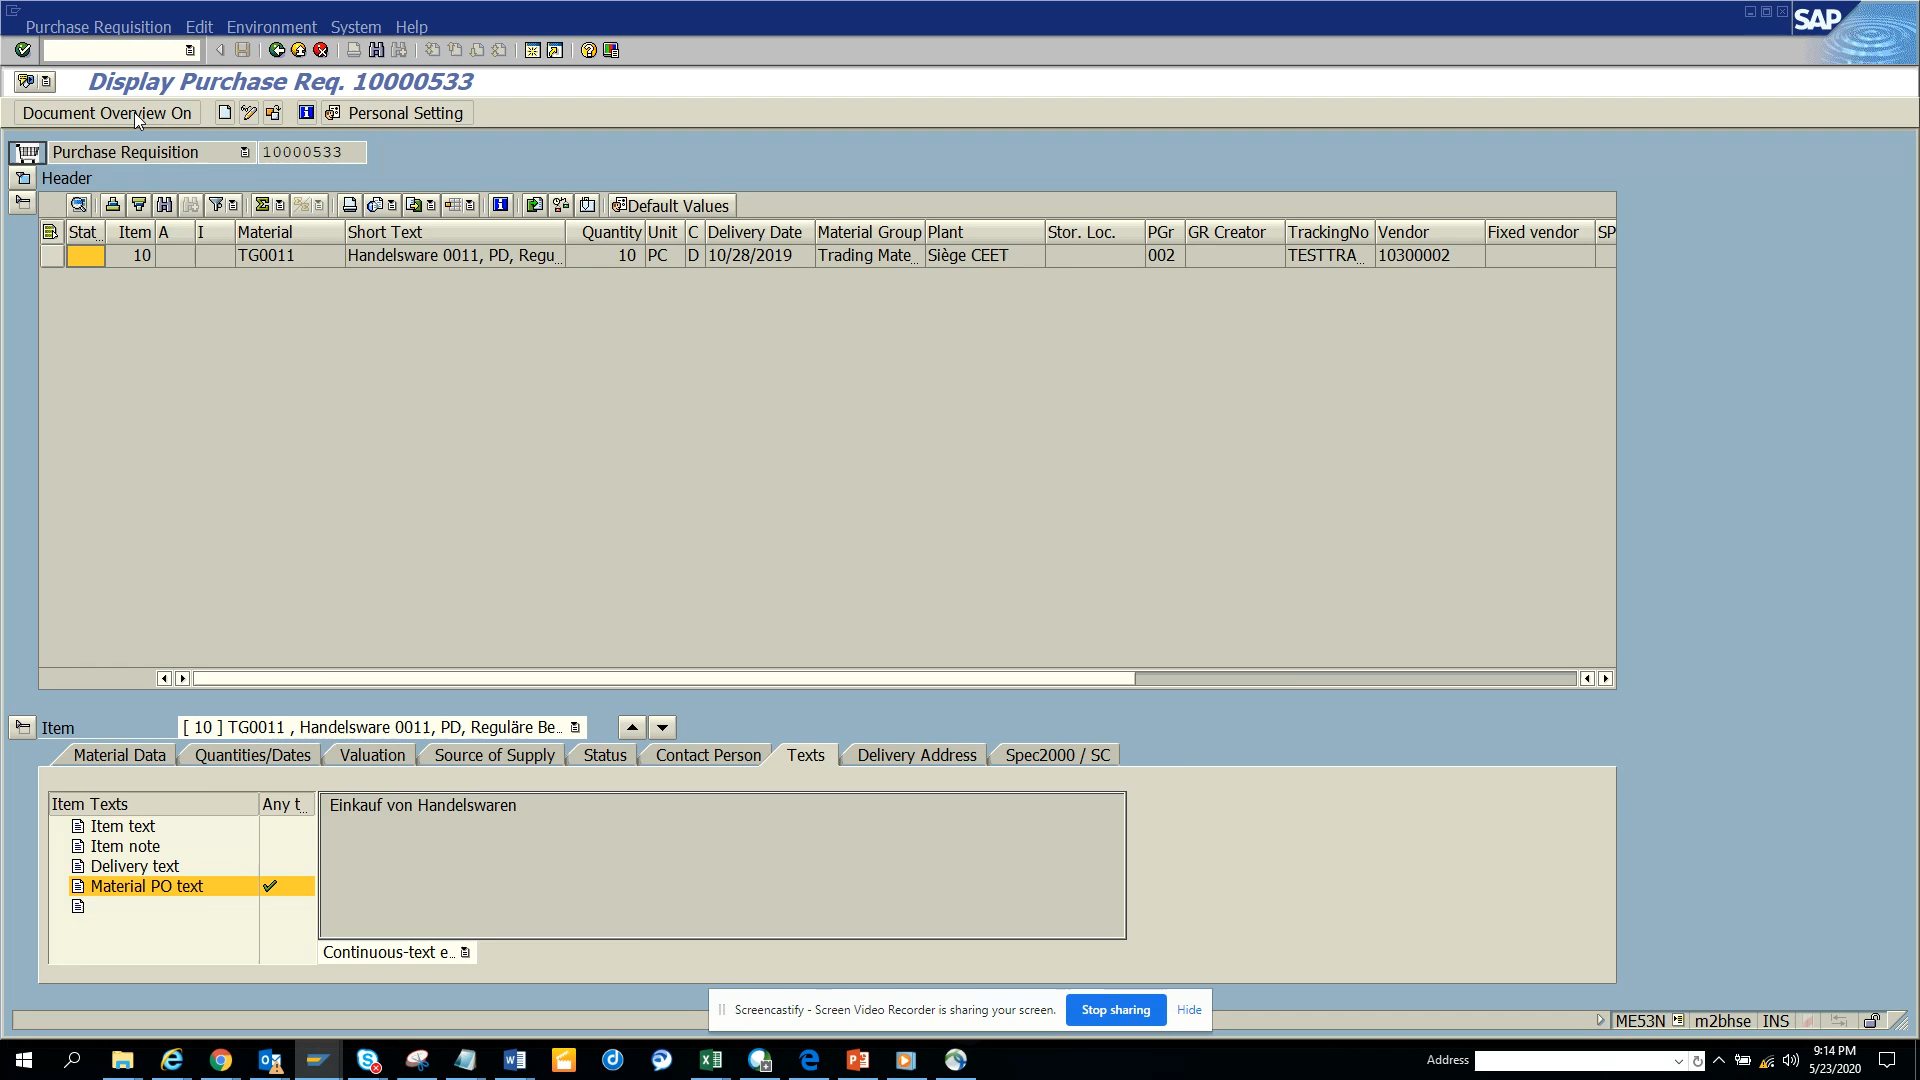 Purchase Requisition Edit Environment System Help
SAP
Display Purchase Req. 10000533
Document Overview On Personal Setting
Purchase Requisition 10000533
Header
Default Values
Stat... Item A I Material Short Text Quantity Unit C Delivery Date Material Group Plant Stor. Loc. PGr GR Creator TrackingNo Vendor Fixed vendor SP
10 TG0011 Handelsware 0011, PD, Regu... 10 PC D 10/28/2019 Trading Mate... Siège CEET 002 TESTTRA... 10300002
Item [ 10 ] TG0011 , Handelsware 0011, PD, Reguläre Be...
Material Data Quantities/Dates Valuation Source of Supply Status Contact Person Texts Delivery Address Spec2000 / SC
Item Texts Any t... Einkauf von Handelswaren
Item text
Item note
Delivery text
Material PO text
Continuous-text e...
Screencastify - Screen Video Recorder is sharing your screen. Stop sharing Hide
ME53N m2bhse INS
Address
9:14 PM
5/23/2020